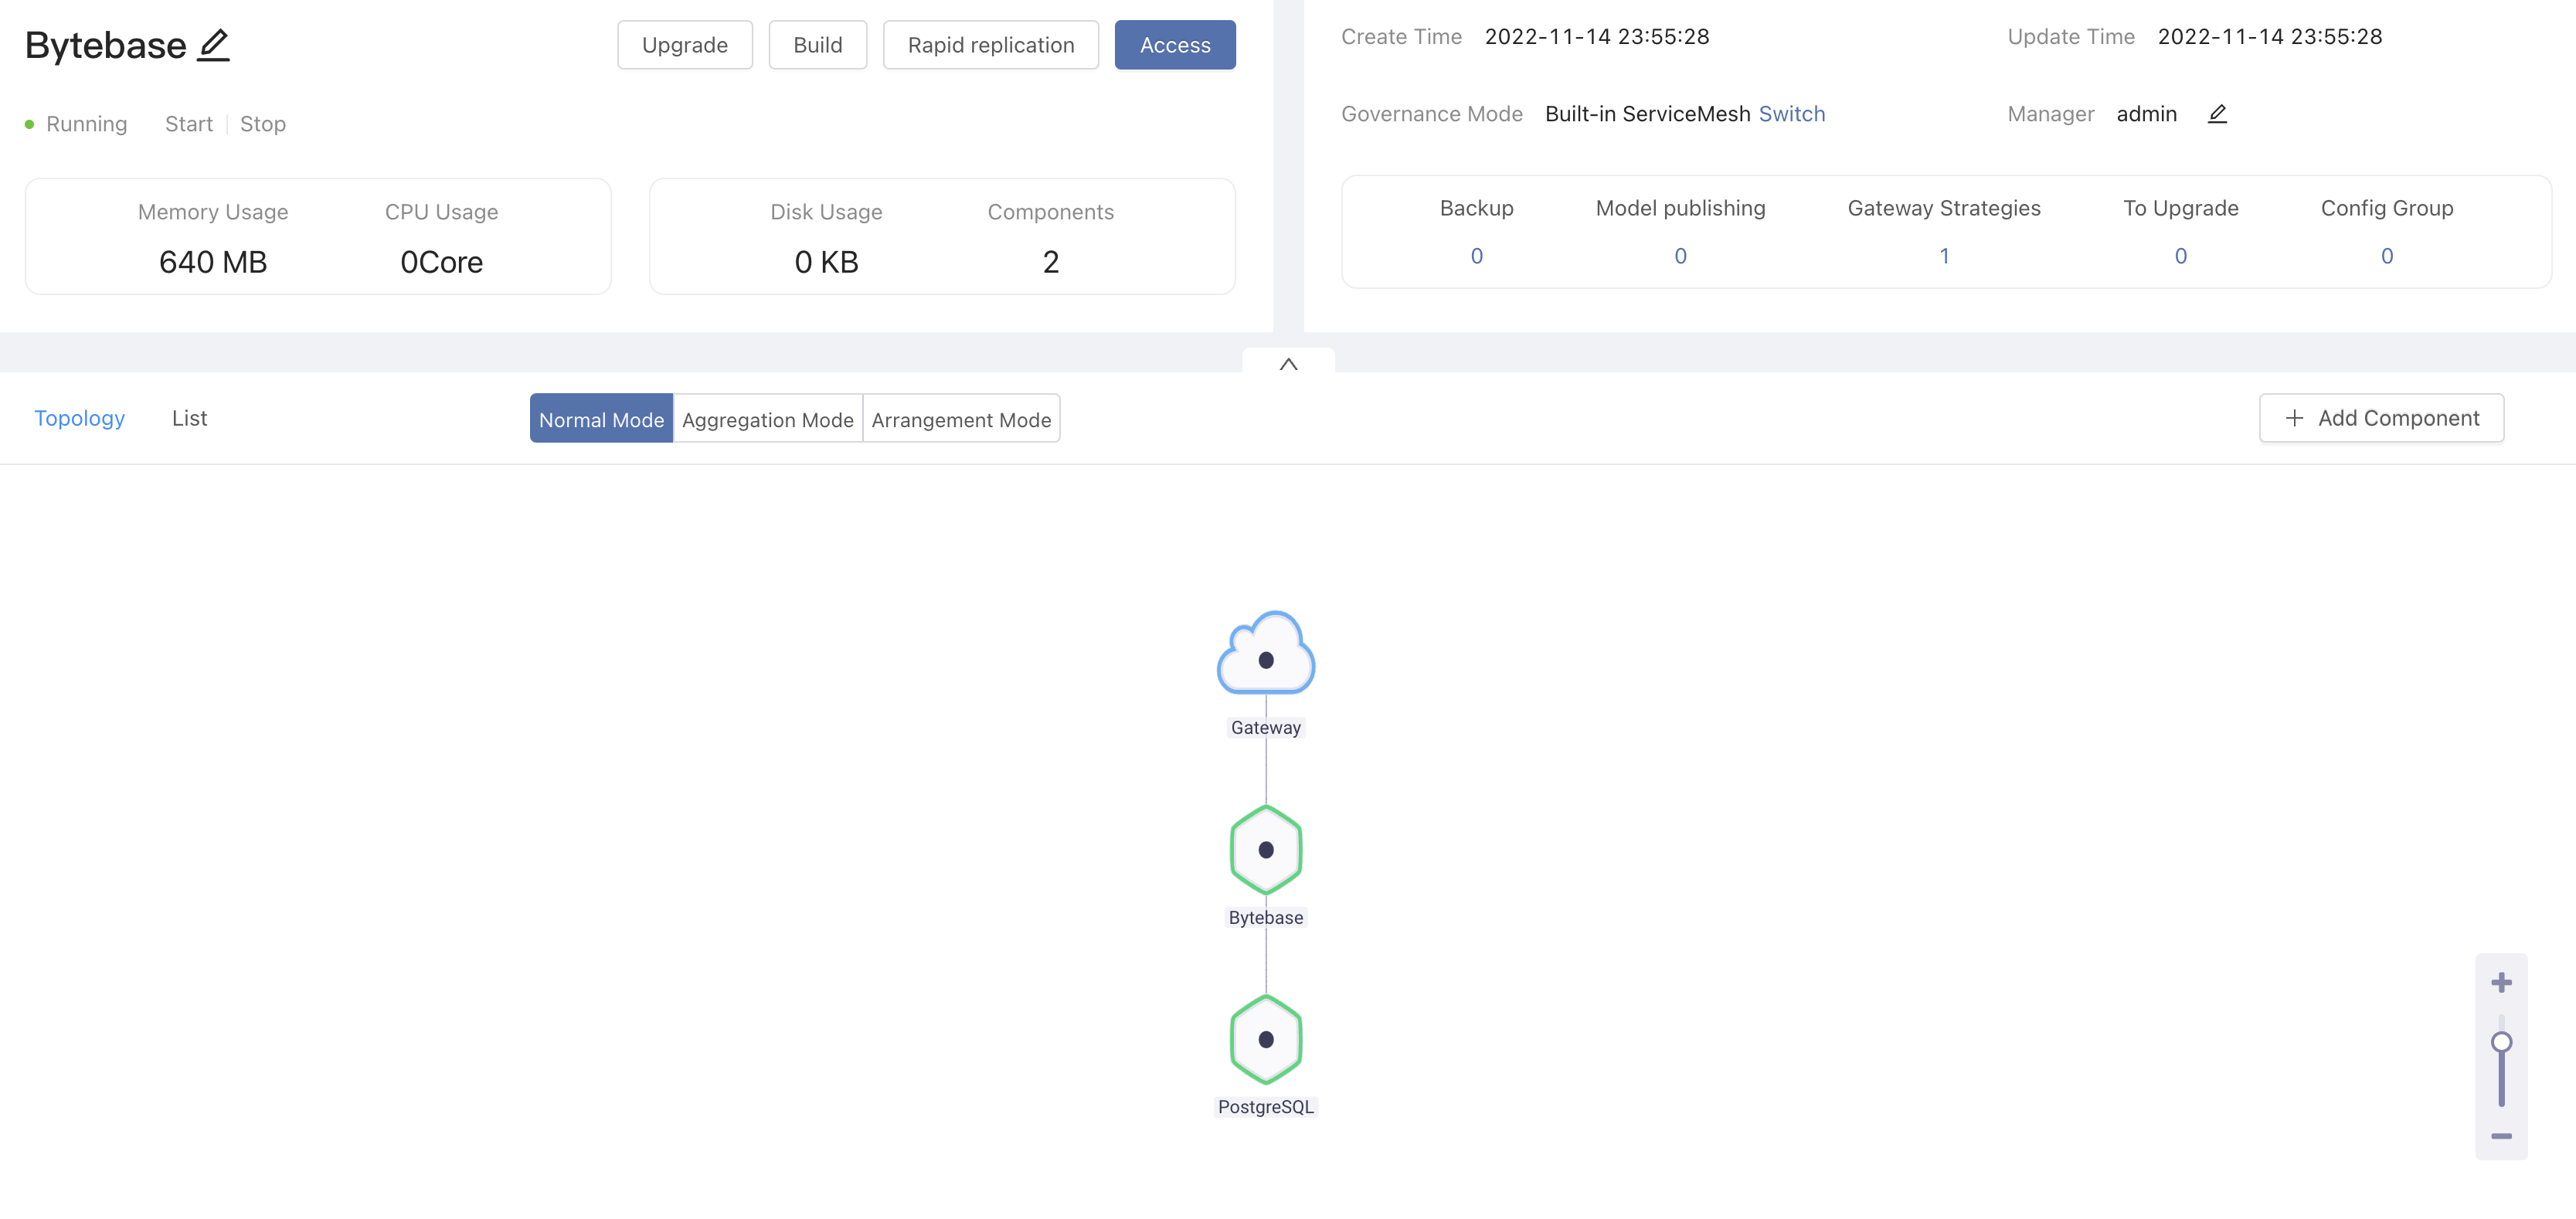 Bytebase
Upgrade
Build
Rapid replication
Access
Running
Start
Stop
Memory Usage
CPU Usage
640 MB
0Core
Disk Usage
Components
0 KB
2
Create Time 2022-11-14 23:55:28
Update Time 2022-11-14 23:55:28
Governance Mode Built-in ServiceMesh Switch
Manager admin
Backup
Model publishing
Gateway Strategies
To Upgrade
Config Group
0
0
1
0
0
Topology
List
Normal Mode
Aggregation Mode
Arrangement Mode
Add Component
Gateway
Bytebase
PostgreSQL